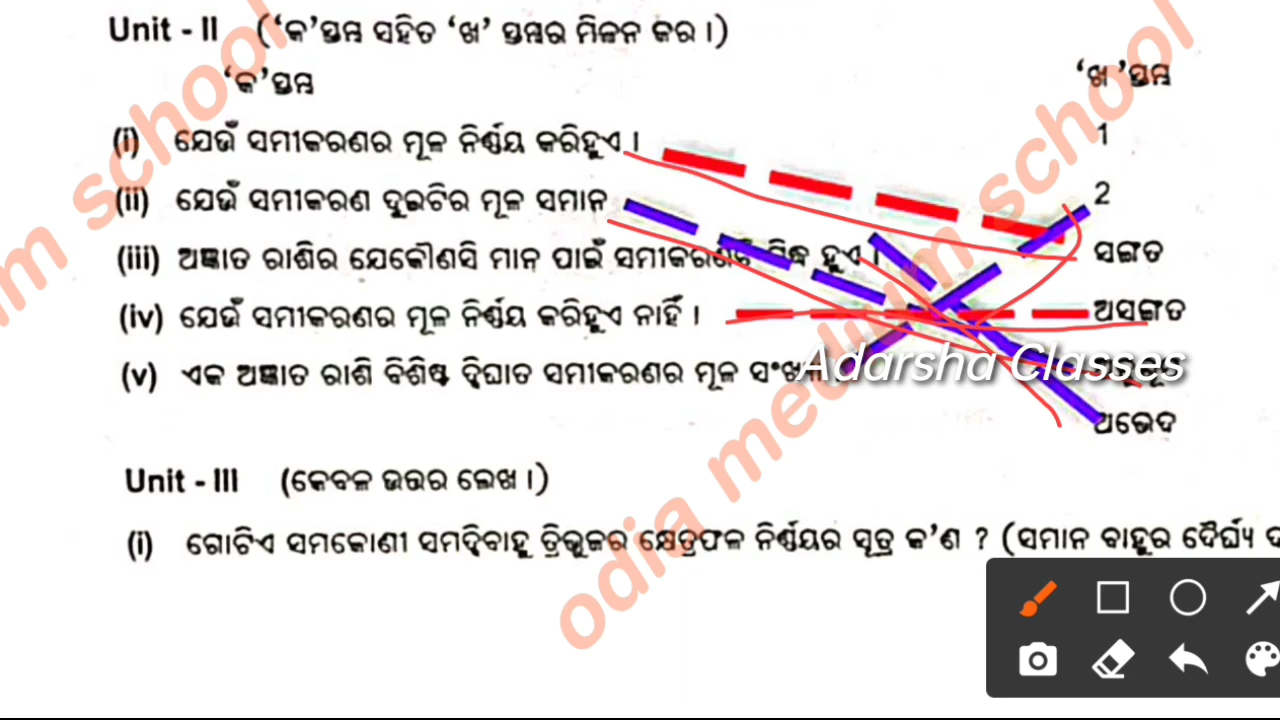 Unit - II (‘କ’ସ୍ତମ୍ଭ ସହିତ ‘ଖ’ ସ୍ତମ୍ଭର ମିଳନ କର ।)
‘କ’ସ୍ତମ୍ଭ ‘ଖ’ସ୍ତମ୍ଭ
(i) ଯେଉଁ ସମୀକରଣର ମୂଳ ନିର୍ଣ୍ଣୟ କରିହୁଏ । 1
(ii) ଯେଉଁ ସମୀକରଣ ଦୁଇଟିର ମୂଳ ସମାନ 2
(iii) ଅଜ୍ଞାତ ରାଶିର ଯେକୌଣସି ମାନ ପାଇଁ ସମୀକରଣଟି ସିଦ୍ଧ ହୁଏ । ସଙ୍ଗତ
(iv) ଯେଉଁ ସମୀକରଣର ମୂଳ ନିର୍ଣ୍ଣୟ କରିହୁଏ ନାହିଁ । ଅସଙ୍ଗତ
(v) ଏକ ଅଜ୍ଞାତ ରାଶି ବିଶିଷ୍ଟ ଦ୍ୱିଘାତ ସମୀକରଣର ମୂଳ ସଂଖ୍ୟା
Adarsha Classes
ଅଭେଦ
Unit - III (କେବଳ ଉତ୍ତର ଲେଖ ।)
(i) ଗୋଟିଏ ସମକୋଣୀ ସମଦ୍ୱିବାହୁ ତ୍ରିଭୁଜର କ୍ଷେତ୍ରଫଳ ନିର୍ଣ୍ଣୟର ସୂତ୍ର କ’ଣ ? (ସମାନ ବାହୁର ଦୈର୍ଘ୍ୟ
odia medium school